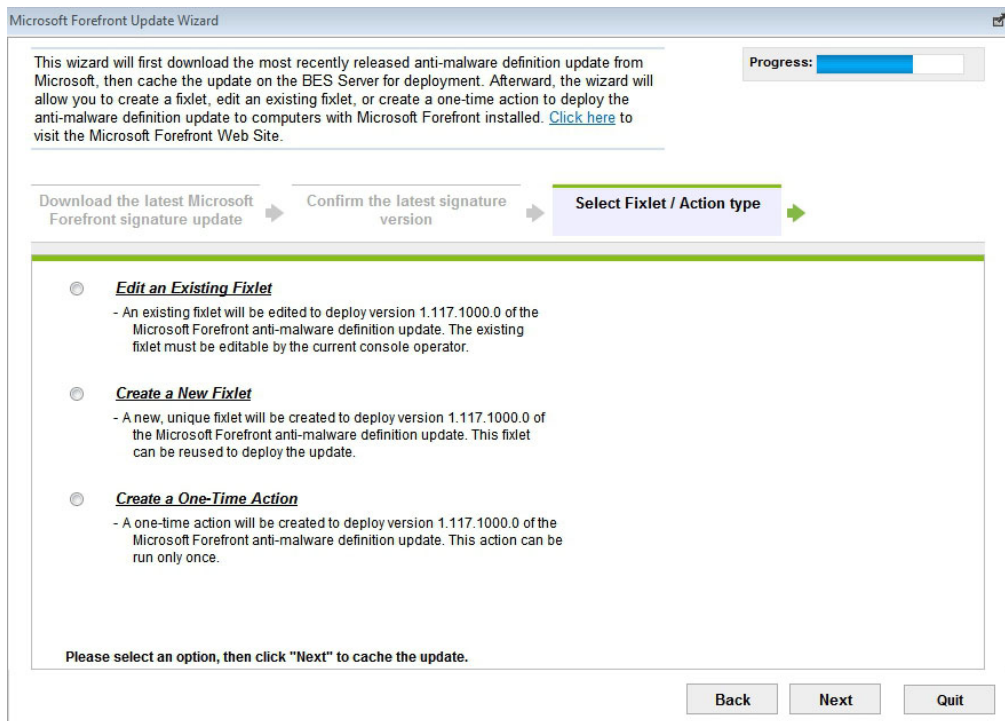 Microsoft Forefront Update Wizard
This wizard will first download the most recently released anti-malware definition update from
Microsoft, then cache the update on the BES Server for deployment. Afterward, the wizard will
allow you to create a fixlet, edit an existing fixlet, or create a one-time action to deploy the
anti-malware definition update to computers with Microsoft Forefront installed. Click here to
visit the Microsoft Forefront Web Site.
Progress:
Download the latest Microsoft
Forefront signature update
Confirm the latest signature
version
Select Fixlet / Action type
Edit an Existing Fixlet
- An existing fixlet will be edited to deploy version 1.117.1000.0 of the
Microsoft Forefront anti-malware definition update. The existing
fixlet must be editable by the current console operator.
Create a New Fixlet
- A new, unique fixlet will be created to deploy version 1.117.1000.0 of
the Microsoft Forefront anti-malware definition update. This fixlet
can be reused to deploy the update.
Create a One-Time Action
- A one-time action will be created to deploy version 1.117.1000.0 of the
Microsoft Forefront anti-malware definition update. This action can be
run only once.
Please select an option, then click "Next" to cache the update.
Back
Next
Quit